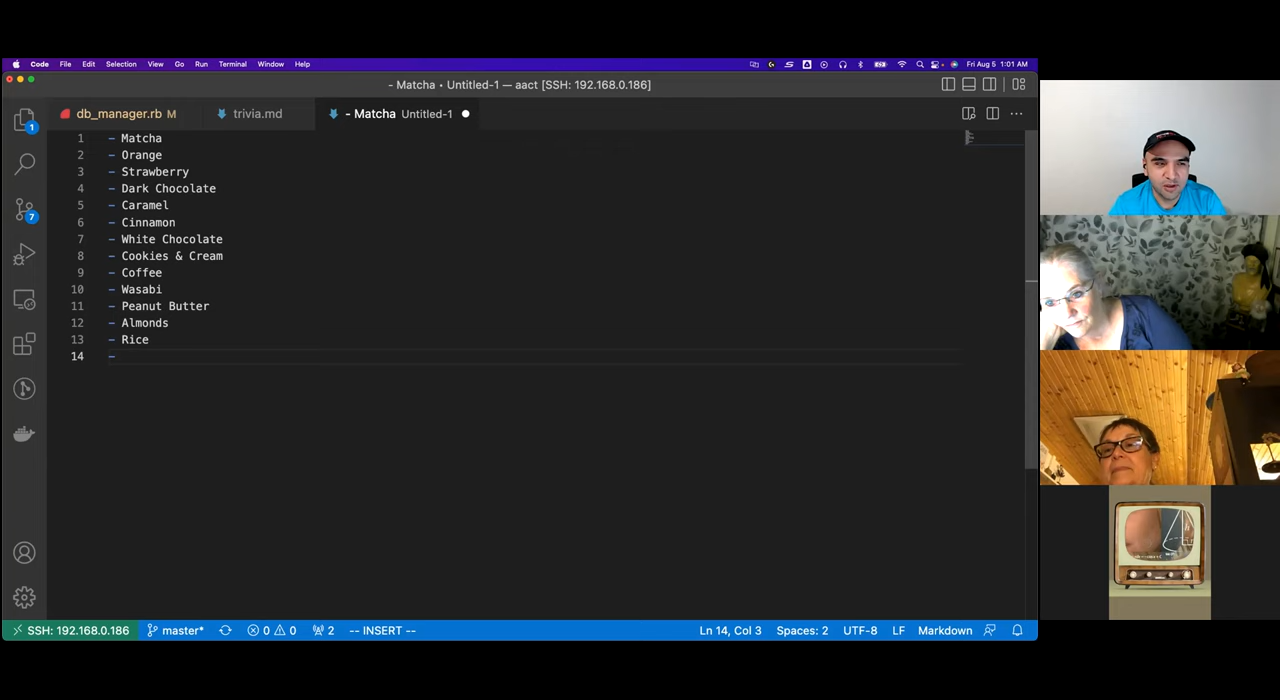 Code File Edit Selection View Go Run Terminal Window Help Fri Aug 5 1:01 AM
- Matcha • Untitled-1 — aact [SSH: 192.168.0.186]
db_manager.rb M trivia.md - Matcha Untitled-1
1 - Matcha
2 - Orange
3 - Strawberry
4 - Dark Chocolate
5 - Caramel
6 - Cinnamon
7 - White Chocolate
8 - Cookies & Cream
9 - Coffee
10 - Wasabi
11 - Peanut Butter
12 - Almonds
13 - Rice
14 -
1
7
SSH: 192.168.0.186 master* 0 0 2 -- INSERT -- Ln 14, Col 3 Spaces: 2 UTF-8 LF Markdown